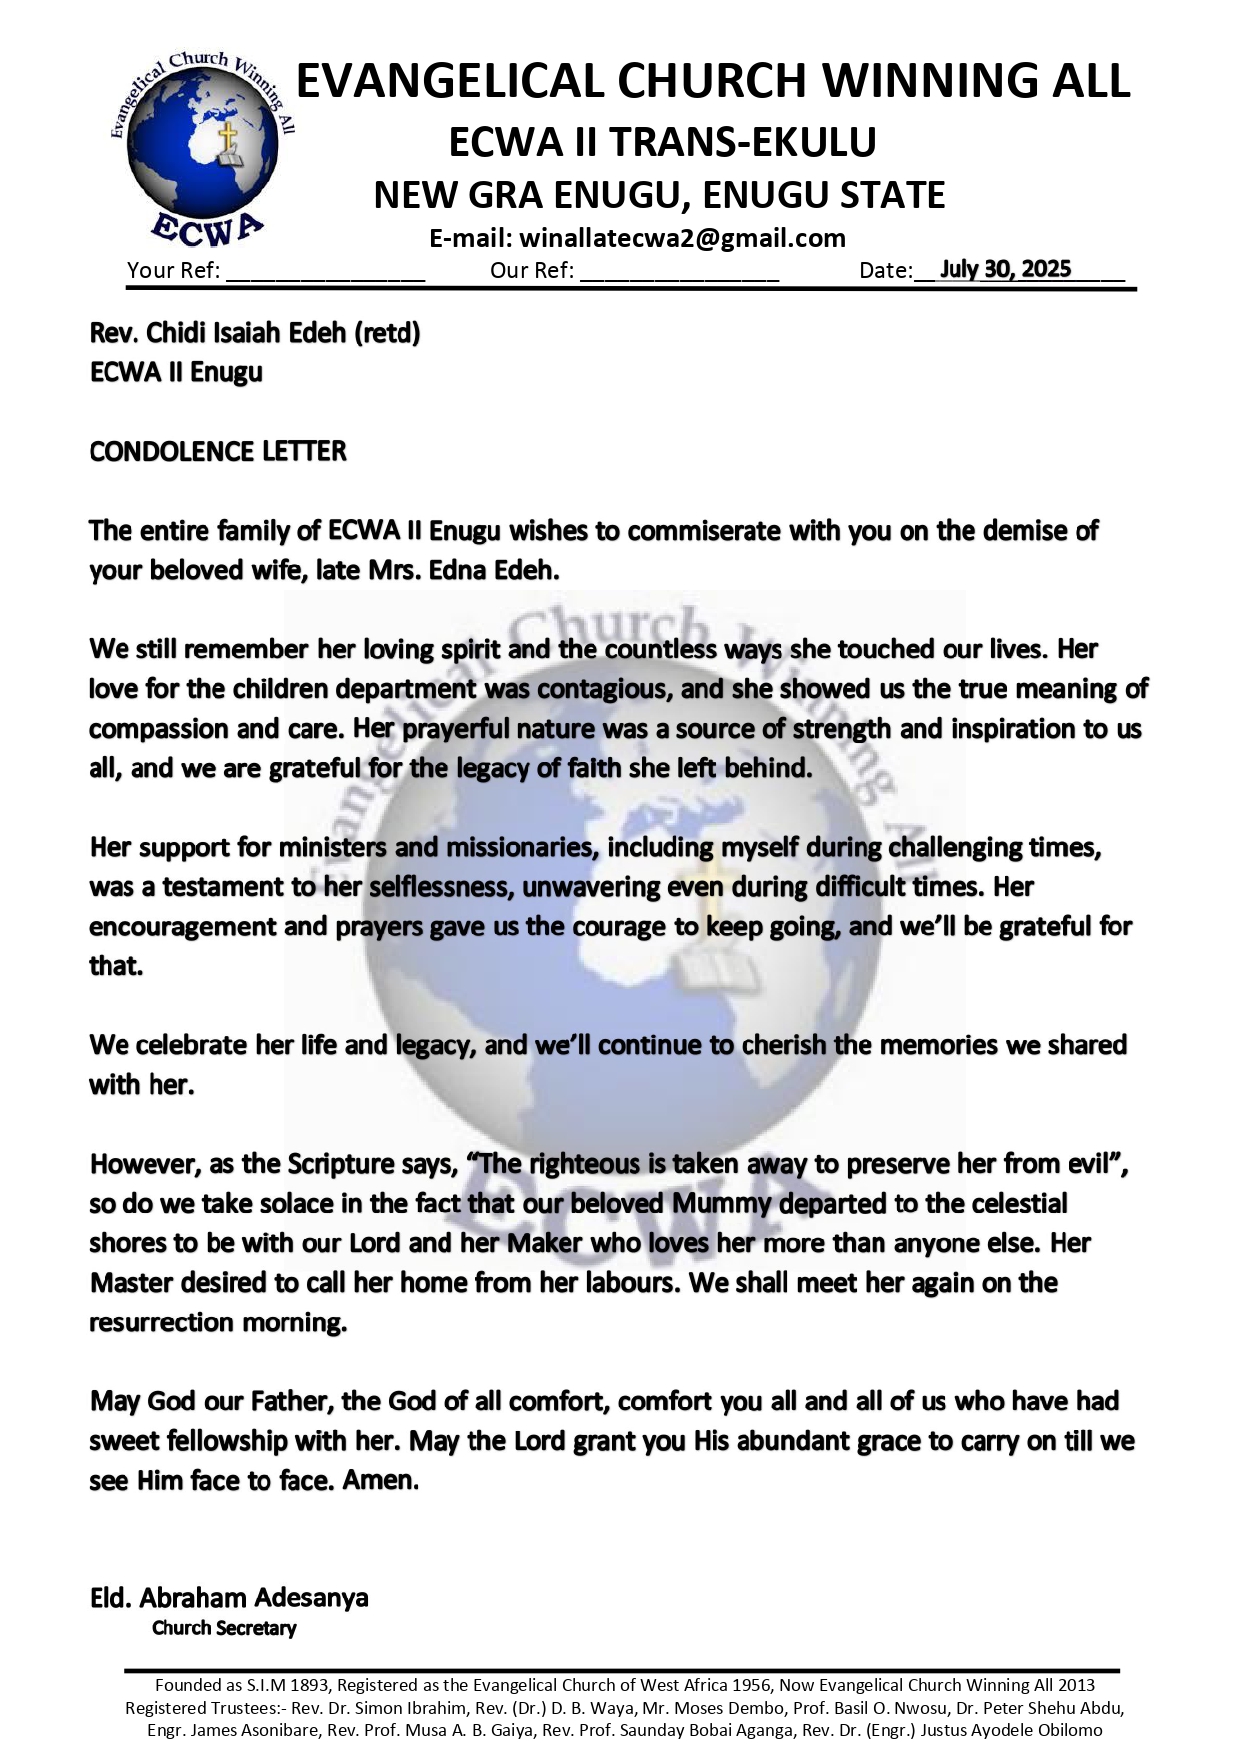 Evangelical Church Winning All
ECWA
EVANGELICAL CHURCH WINNING ALL
ECWA II TRANS-EKULU
NEW GRA ENUGU, ENUGU STATE
E-mail: winallatecwa2@gmail.com
Your Ref: ________________ Our Ref: ________________ Date:__July 30, 2025____
Rev. Chidi Isaiah Edeh (retd)
ECWA II Enugu
CONDOLENCE LETTER
The entire family of ECWA II Enugu wishes to commiserate with you on the demise of
your beloved wife, late Mrs. Edna Edeh.
We still remember her loving spirit and the countless ways she touched our lives. Her
love for the children department was contagious, and she showed us the true meaning of
compassion and care. Her prayerful nature was a source of strength and inspiration to us
all, and we are grateful for the legacy of faith she left behind.
Her support for ministers and missionaries, including myself during challenging times,
was a testament to her selflessness, unwavering even during difficult times. Her
encouragement and prayers gave us the courage to keep going, and we’ll be grateful for
that.
We celebrate her life and legacy, and we’ll continue to cherish the memories we shared
with her.
However, as the Scripture says, “The righteous is taken away to preserve her from evil”,
so do we take solace in the fact that our beloved Mummy departed to the celestial
shores to be with our Lord and her Maker who loves her more than anyone else. Her
Master desired to call her home from her labours. We shall meet her again on the
resurrection morning.
May God our Father, the God of all comfort, comfort you all and all of us who have had
sweet fellowship with her. May the Lord grant you His abundant grace to carry on till we
see Him face to face. Amen.
Evangelical Church Winning All
ECWA
Eld. Abraham Adesanya
Church Secretary
Founded as S.I.M 1893, Registered as the Evangelical Church of West Africa 1956, Now Evangelical Church Winning All 2013
Registered Trustees:- Rev. Dr. Simon Ibrahim, Rev. (Dr.) D. B. Waya, Mr. Moses Dembo, Prof. Basil O. Nwosu, Dr. Peter Shehu Abdu,
Engr. James Asonibare, Rev. Prof. Musa A. B. Gaiya, Rev. Prof. Saunday Bobai Aganga, Rev. Dr. (Engr.) Justus Ayodele Obilomo